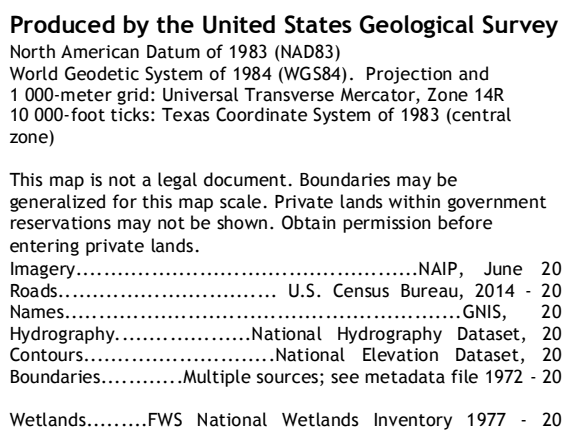 Produced by the United States Geological Survey
North American Datum of 1983 (NAD83)
World Geodetic System of 1984 (WGS84).  Projection and
1 000-meter grid: Universal Transverse Mercator, Zone 14R
10 000-foot ticks: Texas Coordinate System of 1983 (central
zone)
This map is not a legal document. Boundaries may be
generalized for this map scale. Private lands within government
reservations may not be shown. Obtain permission before
entering private lands.
Imagery..................................................NAIP, June 20
Roads................................ U.S. Census Bureau, 2014 - 20
Names..........................................................GNIS, 20
Hydrography....................National Hydrography Dataset, 20
Contours............................National Elevation Dataset, 20
Boundaries............Multiple sources; see metadata file 1972 - 20
Wetlands.........FWS National Wetlands Inventory 1977 - 20